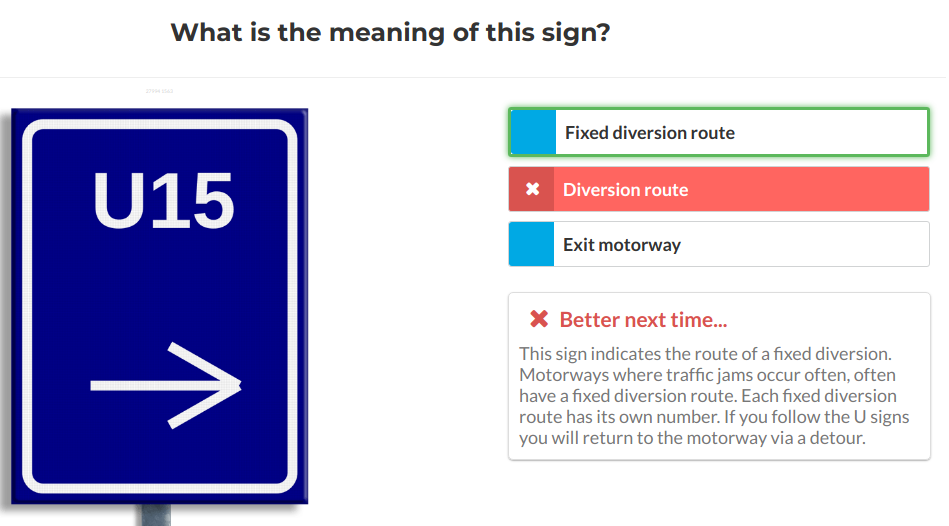 What is the meaning of this sign?
U15
Fixed diversion route
Diversion route
Exit motorway
Better next time...
This sign indicates the route of a fixed diversion.
Motorways where traffic jams occur often, often
have a fixed diversion route. Each fixed diversion
route has its own number. If you follow the U signs
you will return to the motorway via a detour.